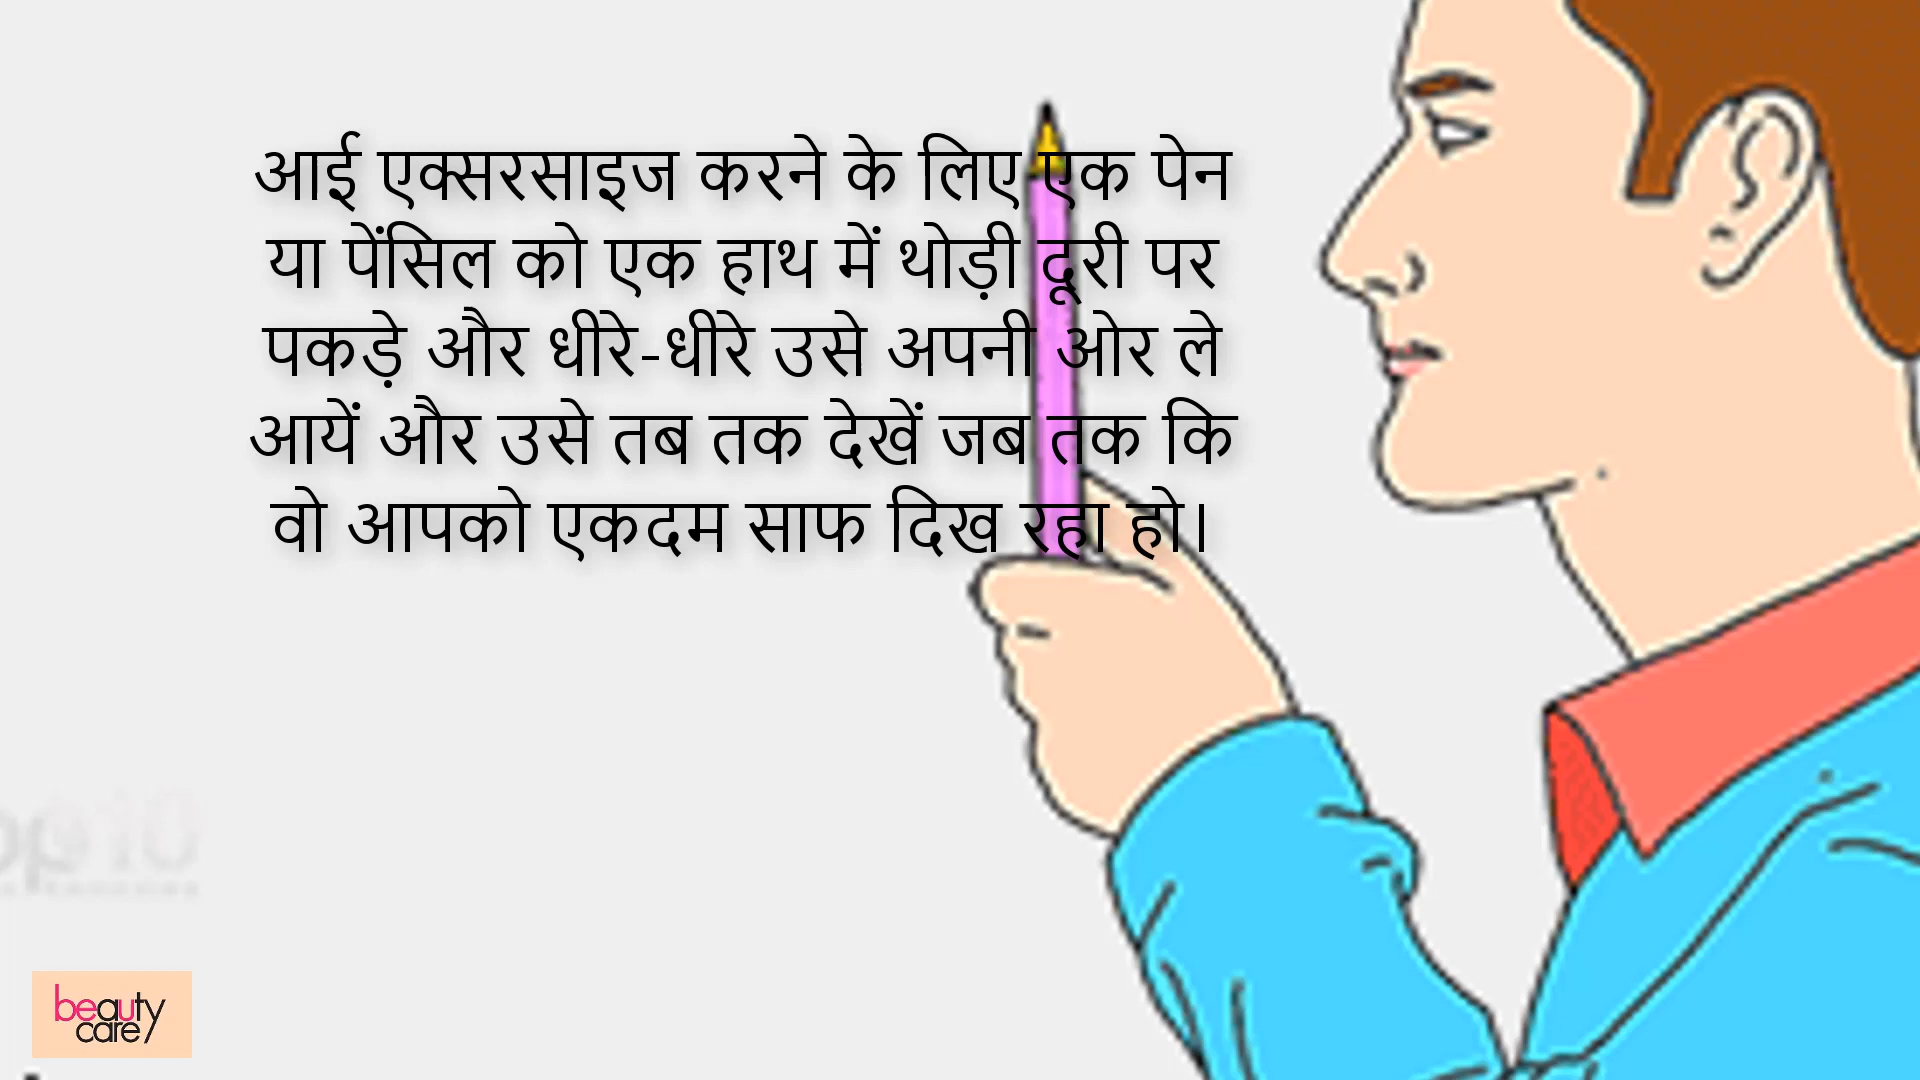 आई एक्सरसाइज करने के लिए एक पेन
या पेंसिल को एक हाथ में थोड़ी दूरी पर
पकड़े और धीरे-धीरे उसे अपनी ओर ले
आयें और उसे तब तक देखें जब तक कि
वो आपको एकदम साफ दिख रहा हो।
op10
beauty
care